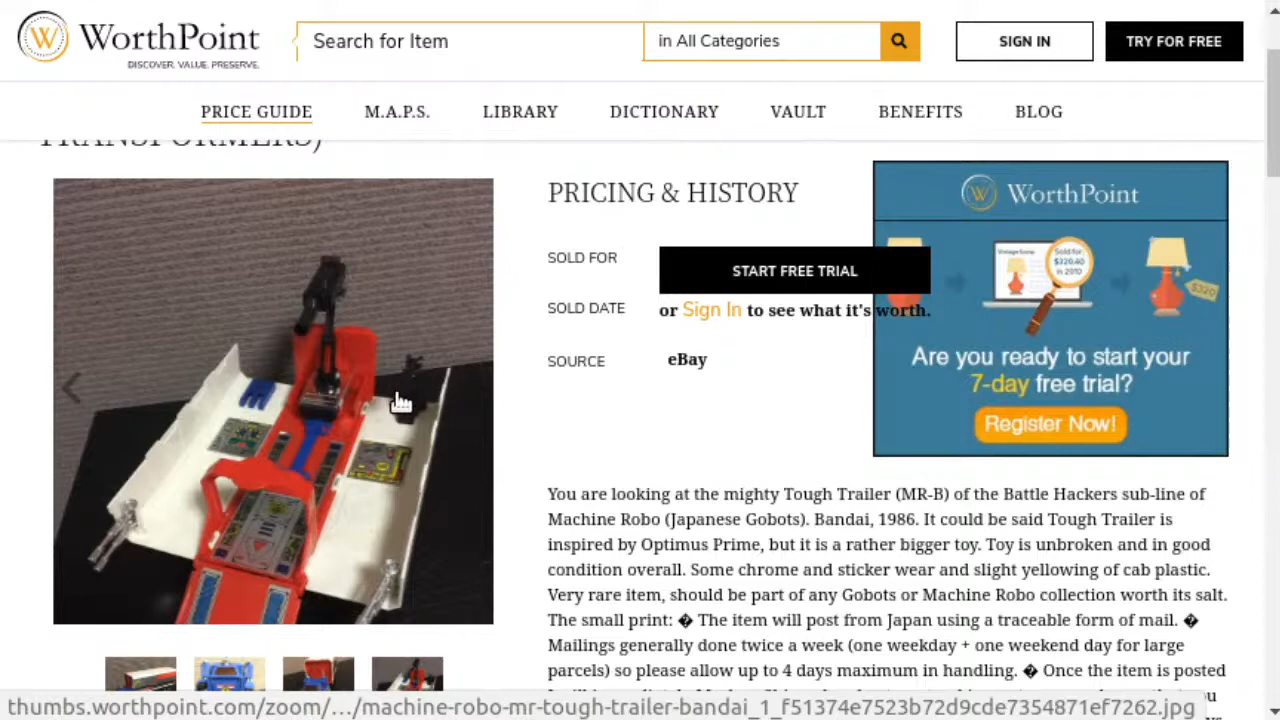 WorthPoint
DISCOVER. VALUE. PRESERVE.
Search for Item
in All Categories
SIGN IN
TRY FOR FREE
PRICE GUIDE
M.A.P.S.
LIBRARY
DICTIONARY
VAULT
BENEFITS
BLOG
TRANSFORMERS)
PRICING & HISTORY
SOLD FOR
START FREE TRIAL
SOLD DATE
or Sign In to see what it's worth.
SOURCE
eBay
WorthPoint
Sold for
$320.40
in 2010
$320
Are you ready to start your
7-day free trial?
Register Now!
You are looking at the mighty Tough Trailer (MR-B) of the Battle Hackers sub-line of
Machine Robo (Japanese Gobots). Bandai, 1986. It could be said Tough Trailer is
inspired by Optimus Prime, but it is a rather bigger toy. Toy is unbroken and in good
condition overall. Some chrome and sticker wear and slight yellowing of cab plastic.
Very rare item, should be part of any Gobots or Machine Robo collection worth its salt.
The small print: � The item will post from Japan using a traceable form of mail. �
Mailings generally done twice a week (one weekday + one weekend day for large
parcels) so please allow up to 4 days maximum in handling. � Once the item is posted
thumbs.worthpoint.com/zoom/…/machine-robo-mr-tough-trailer-bandai_1_f51374e7523b72d9cde7354871ef7262.jpg